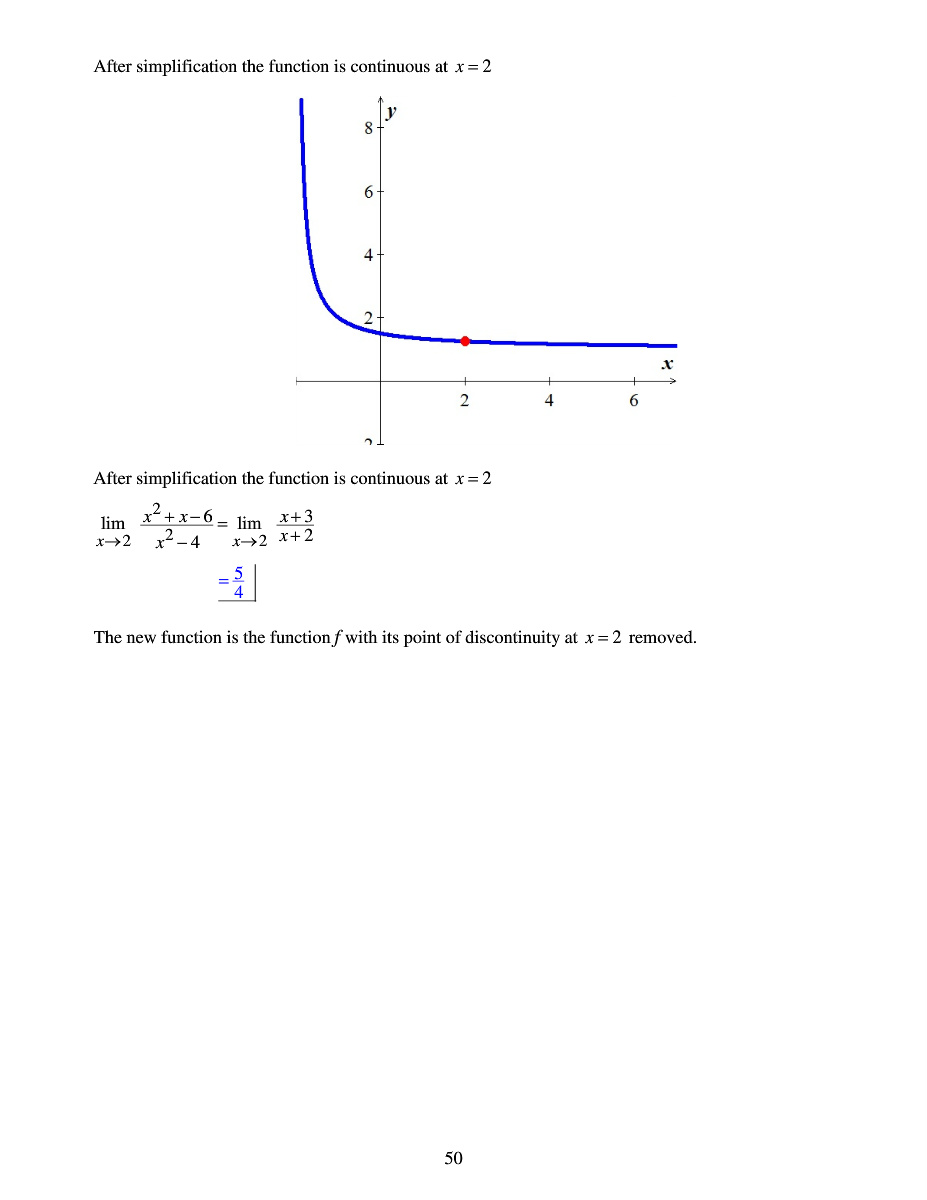 After simplification the function is continuous at x = 2
y
8
6
4
2
x
2 4 6
After simplification the function is continuous at x = 2
lim x→2 (x² + x − 6)/(x² − 4) = lim x→2 (x + 3)/(x + 2)
= 5/4
The new function is the function f with its point of discontinuity at x = 2 removed.
50